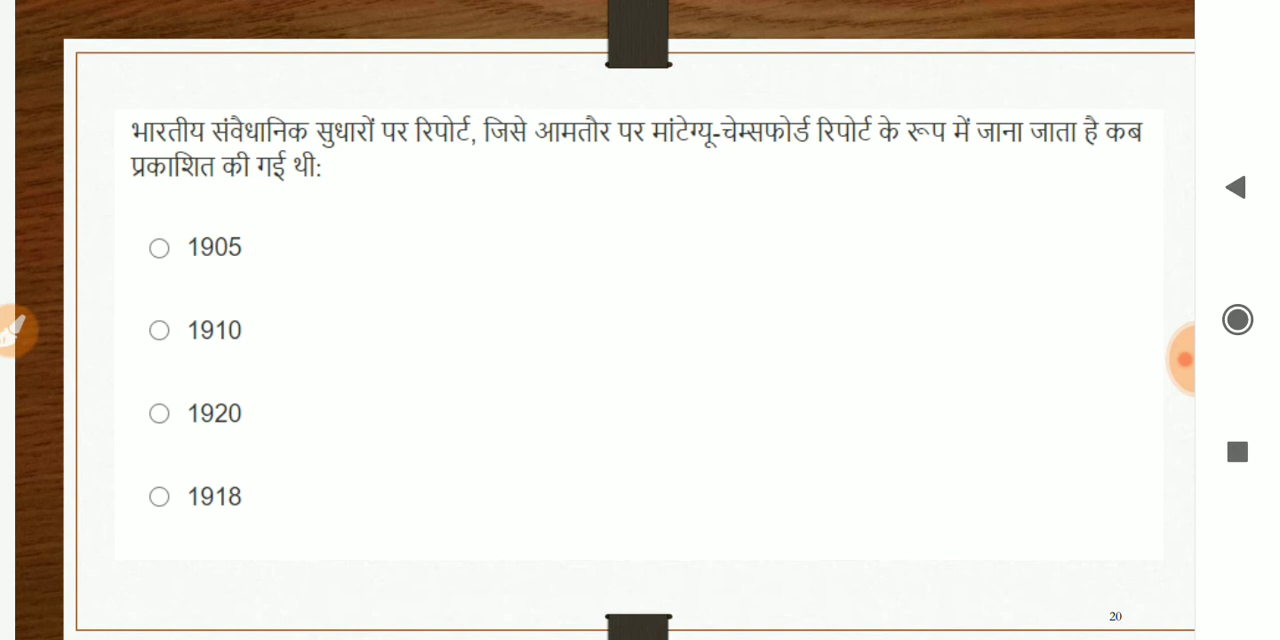 भारतीय संवैधानिक सुधारों पर रिपोर्ट, जिसे आमतौर पर मांटेग्यू-चेम्सफोर्ड रिपोर्ट के रूप में जाना जाता है कब
प्रकाशित की गई थी:
1905
1910
1920
1918
20